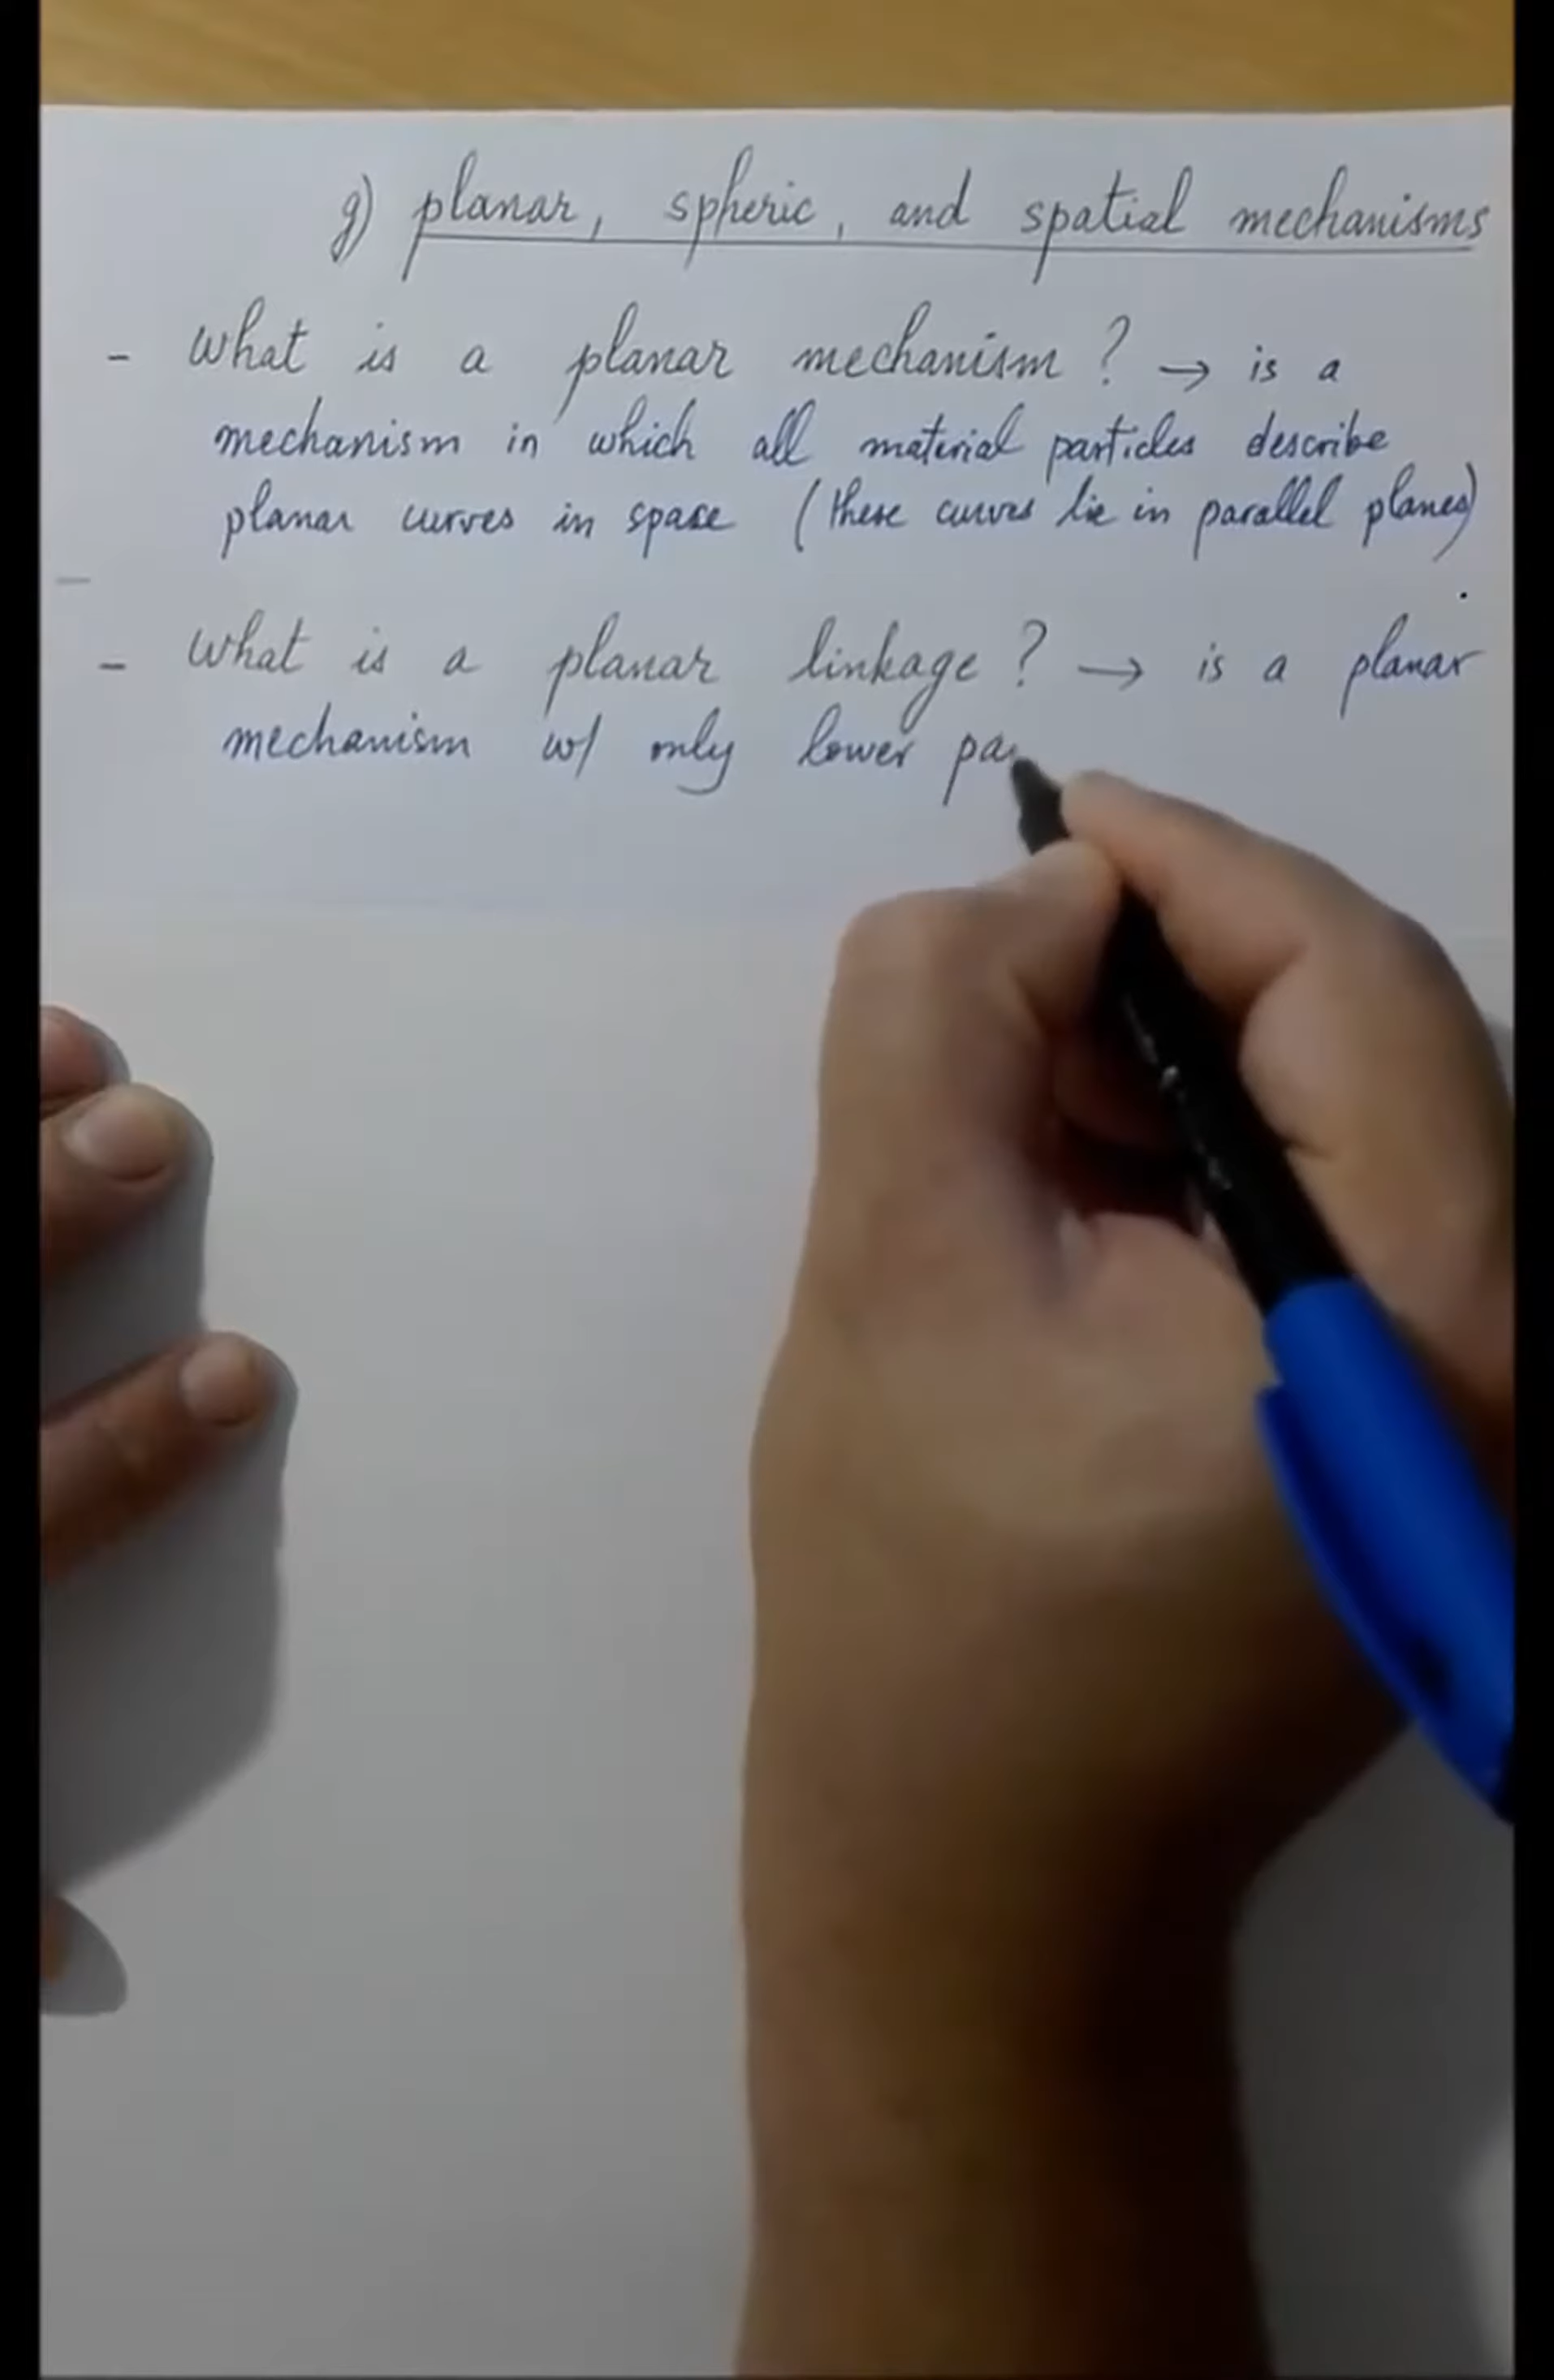 g) planar, spheric, and spatial mechanisms
- what is a planar mechanism? → is a
mechanism in which all material particles describe
planar curves in space (these curves lie in parallel planes)
- what is a planar linkage? → is a planar
mechanism w/ only lower pa